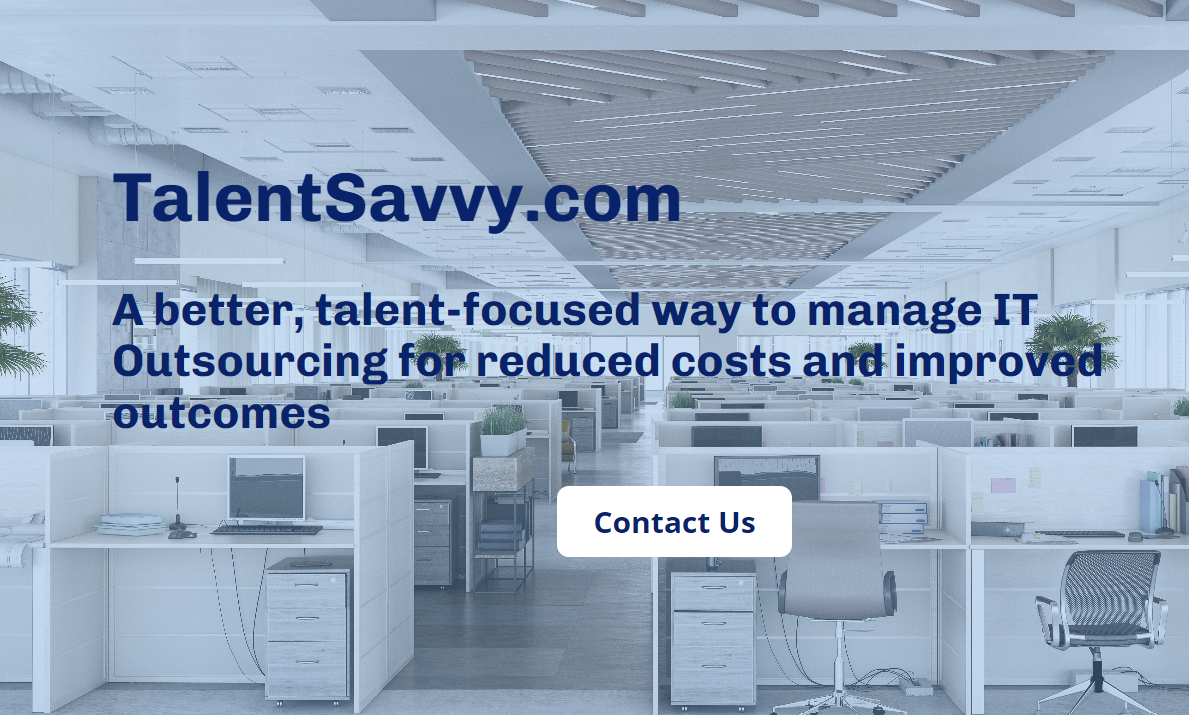 TalentSavvy.com
A better, talent-focused way to manage IT
Outsourcing for reduced costs and improved
outcomes
Contact Us